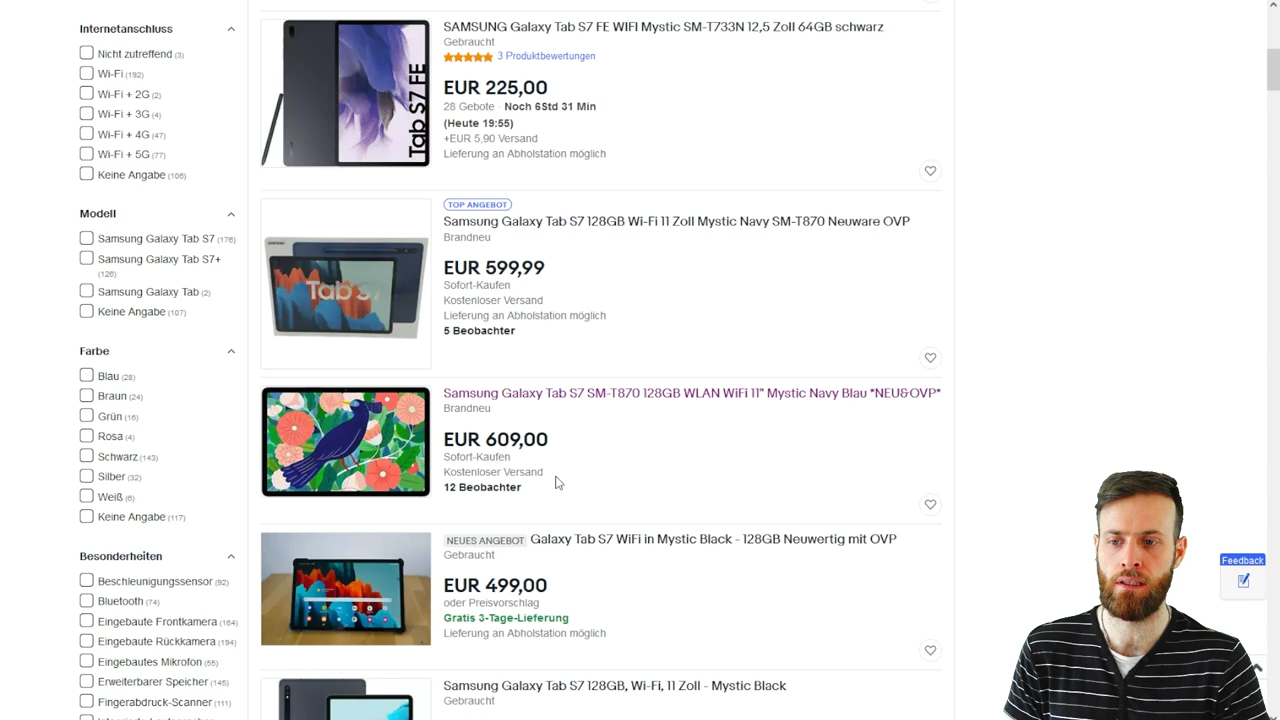 Internetanschluss
Nicht zutreffend (3)
Wi-Fi (192)
Wi-Fi + 2G (2)
Wi-Fi + 3G (4)
Wi-Fi + 4G (47)
Wi-Fi + 5G (77)
Keine Angabe (106)
Modell
Samsung Galaxy Tab S7 (176)
Samsung Galaxy Tab S7+
(126)
Samsung Galaxy Tab (2)
Keine Angabe (107)
Farbe
Blau (28)
Braun (24)
Grün (16)
Rosa (4)
Schwarz (143)
Silber (32)
Weiß (6)
Keine Angabe (117)
Besonderheiten
Beschleunigungssensor (92)
Bluetooth (74)
Eingebaute Frontkamera (164)
Eingebaute Rückkamera (194)
Eingebautes Mikrofon (55)
Erweiterbarer Speicher (145)
Fingerabdruck-Scanner (111)
Tab S7 FE
SAMSUNG Galaxy Tab S7 FE WIFI Mystic SM-T733N 12,5 Zoll 64GB schwarz
Gebraucht
3 Produktbewertungen
EUR 225,00
28 Gebote · Noch 6Std 31 Min
(Heute 19:55)
+EUR 5,90 Versand
Lieferung an Abholstation möglich
Tab S7
TOP ANGEBOT
Samsung Galaxy Tab S7 128GB Wi-Fi 11 Zoll Mystic Navy SM-T870 Neuware OVP
Brandneu
EUR 599,99
Sofort-Kaufen
Kostenloser Versand
Lieferung an Abholstation möglich
5 Beobachter
Samsung Galaxy Tab S7 SM-T870 128GB WLAN WiFi 11" Mystic Navy Blau *NEU&OVP*
Brandneu
EUR 609,00
Sofort-Kaufen
Kostenloser Versand
12 Beobachter
NEUES ANGEBOT Galaxy Tab S7 WiFi in Mystic Black - 128GB Neuwertig mit OVP
Gebraucht
EUR 499,00
oder Preisvorschlag
Gratis 3-Tage-Lieferung
Lieferung an Abholstation möglich
Samsung Galaxy Tab S7 128GB, Wi-Fi, 11 Zoll - Mystic Black
Gebraucht
Feedback